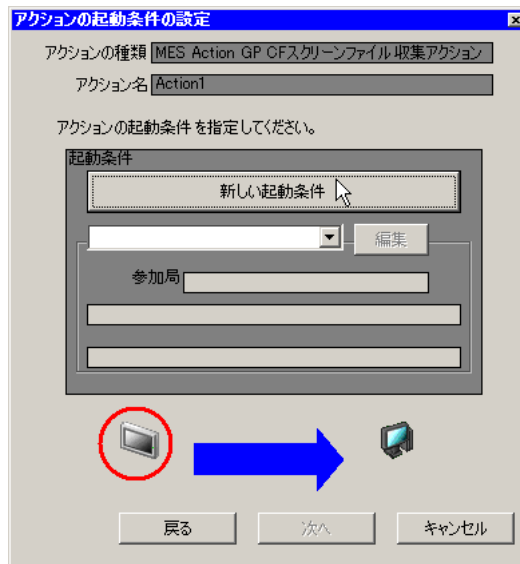 アクションの起動条件の設定
アクションの種類 MES Action GP CFスクリーンファイル収集アクション
アクション名 Action1
アクションの起動条件を指定してください。
起動条件
新しい起動条件
編集
参加局
戻る 次へ キャンセル